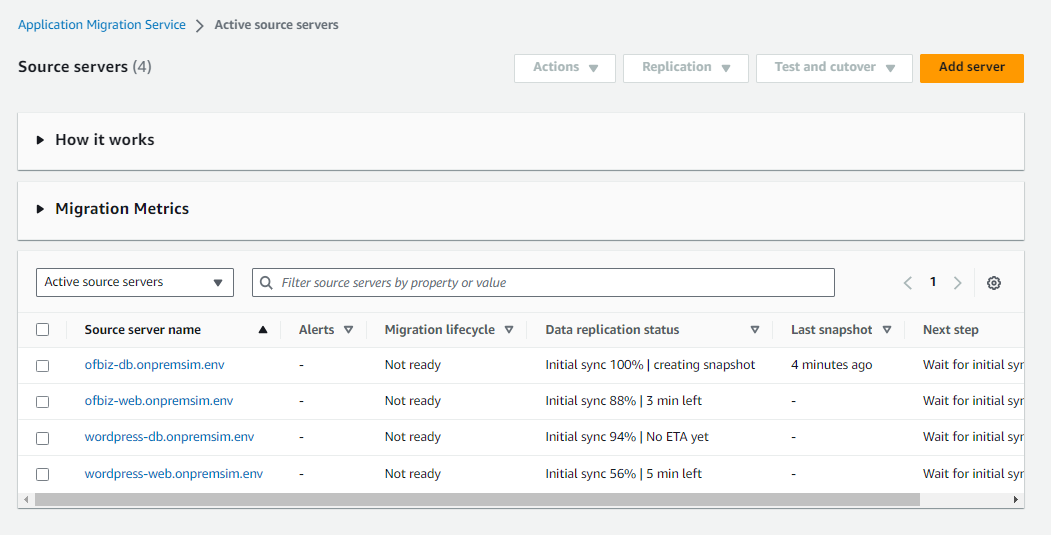 Application Migration Service > Active source servers
Source servers (4) Actions Replication Test and cutover Add server
How it works
Migration Metrics
Active source servers Filter source servers by property or value 1
Source server name Alerts Migration lifecycle Data replication status Last snapshot Next step
ofbiz-db.onpremsim.env - Not ready Initial sync 100% | creating snapshot 4 minutes ago Wait for initial syn
ofbiz-web.onpremsim.env - Not ready Initial sync 88% | 3 min left - Wait for initial syn
wordpress-db.onpremsim.env - Not ready Initial sync 94% | No ETA yet - Wait for initial syn
wordpress-web.onpremsim.env - Not ready Initial sync 56% | 5 min left - Wait for initial syn